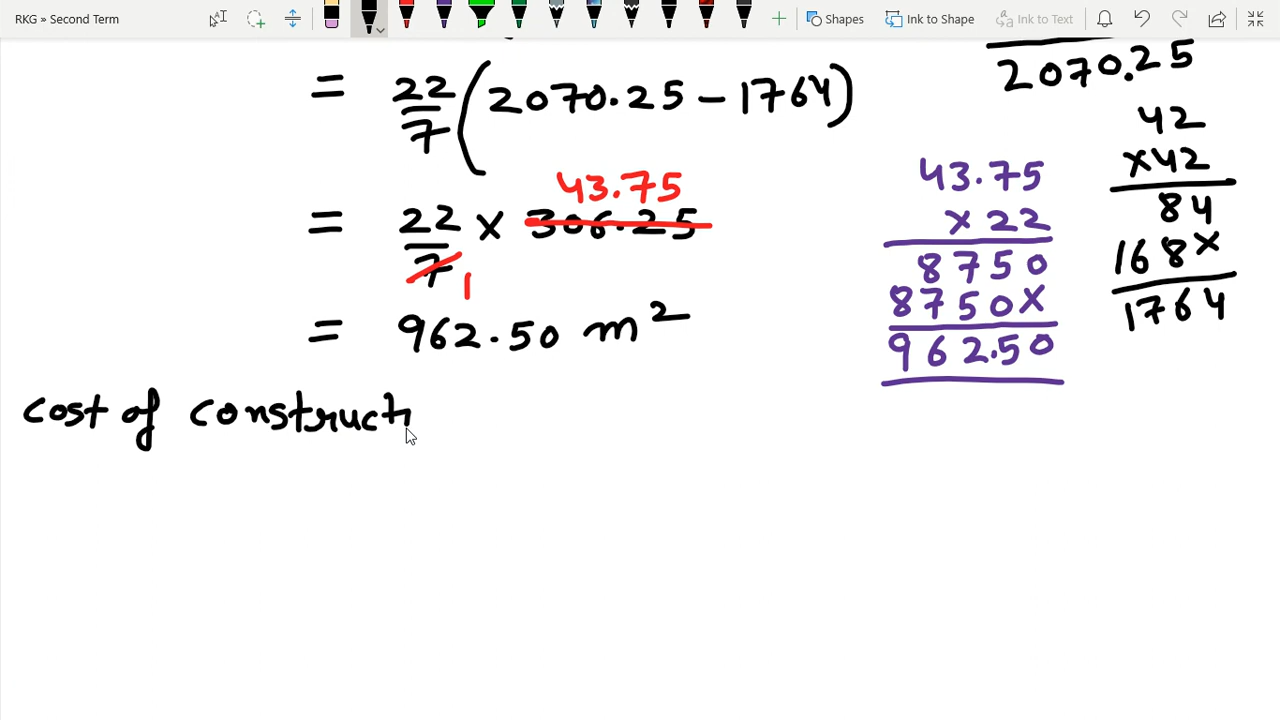 RKG » Second Term
Shapes
Ink to Shape
Ink to Text
= 22/7 (2070.25 - 1764)
43.75
= 22/7 × 306.25
1
= 962.50 m²
cost of constructi
2070.25
42
×42
84
168×
1764
43.75
×22
8750
8750×
962.50